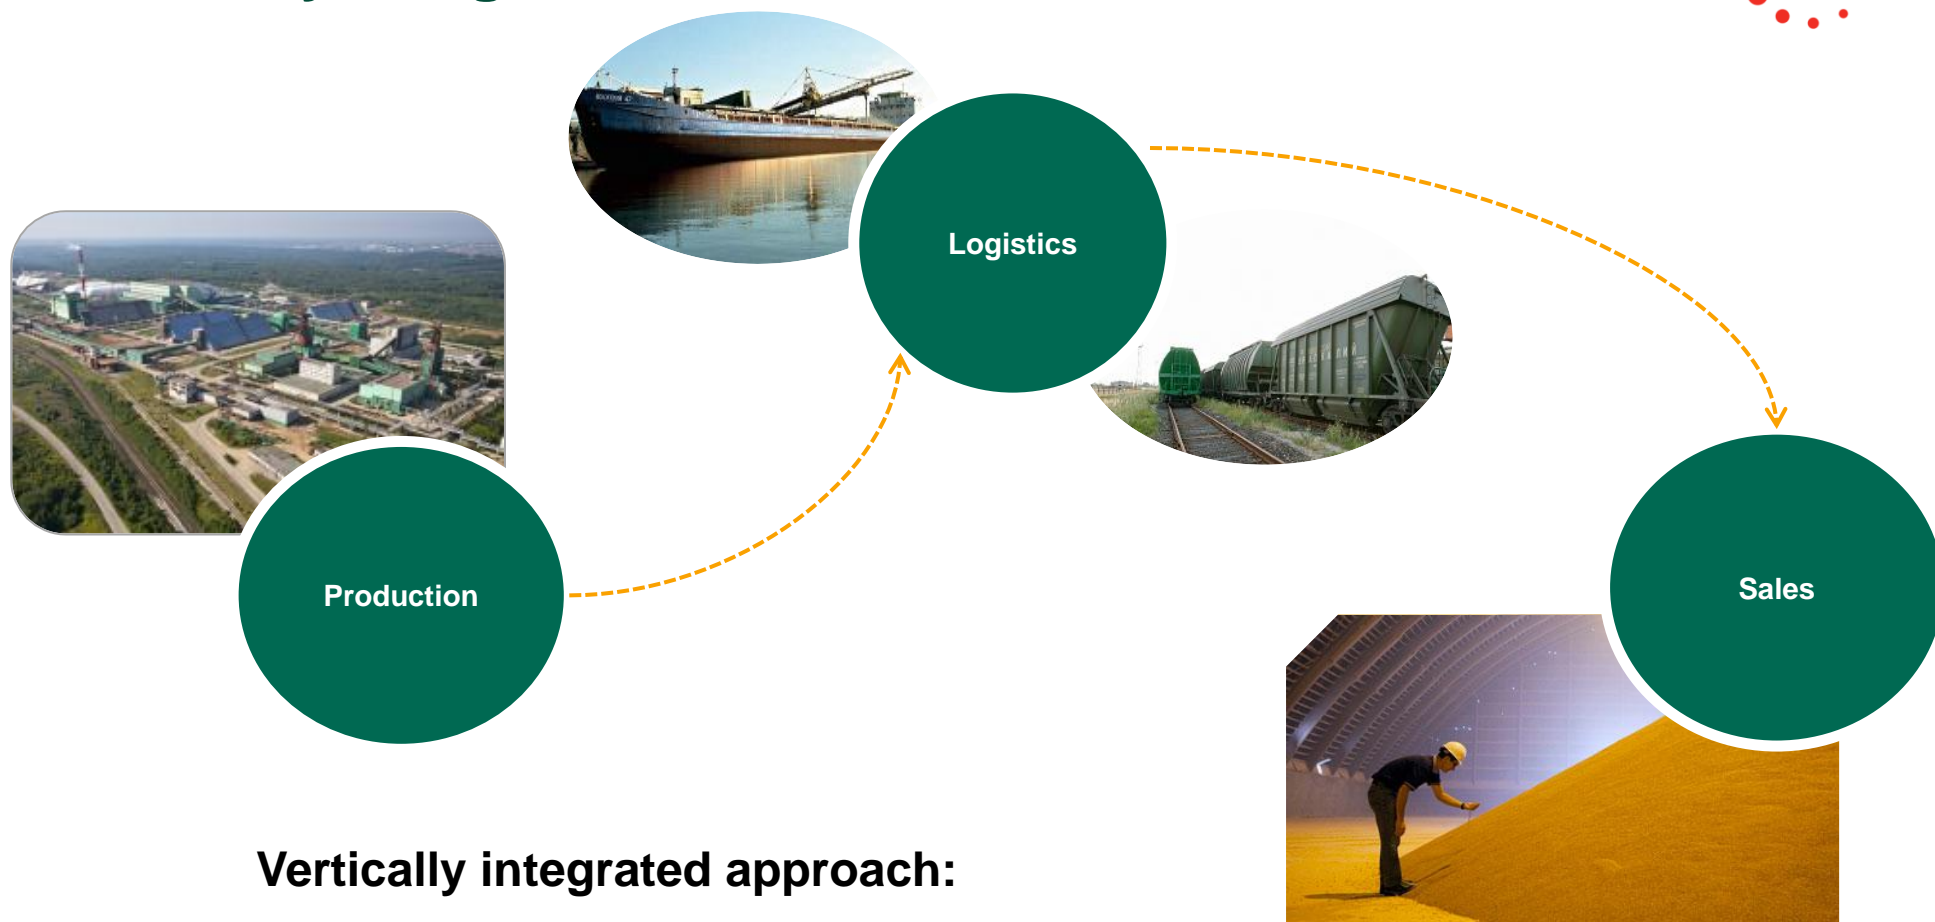 Logistics
Production
Sales
Vertically integrated approach: